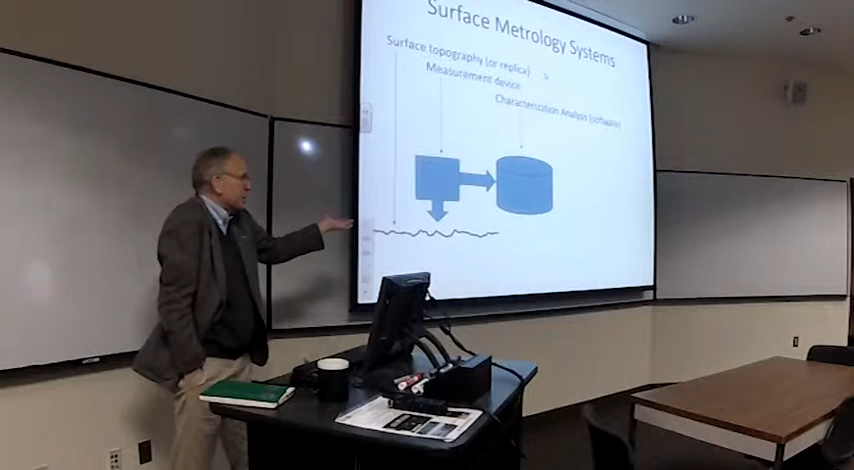 Surface Metrology Systems
Surface topography (or replica)
Measurement device
Characterization Analysis (software)